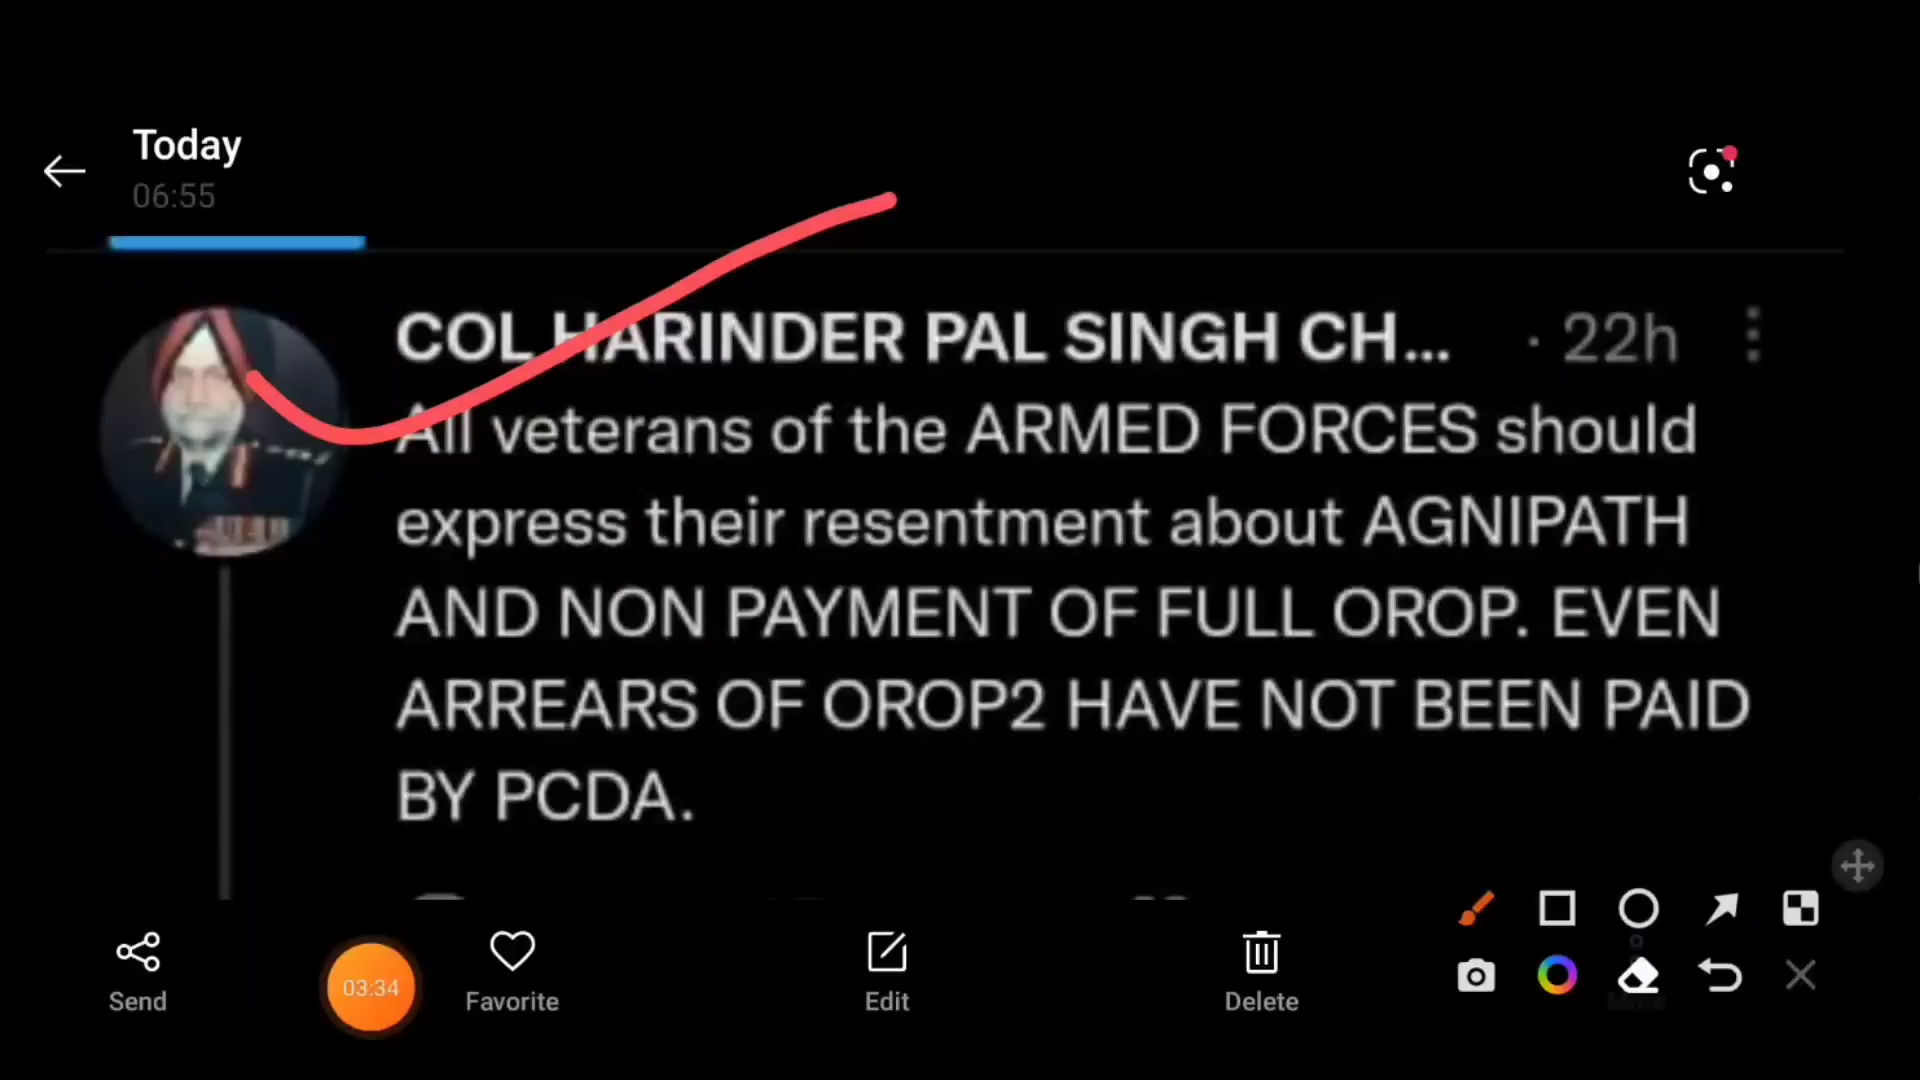 Today
06:55
COL HARINDER PAL SINGH CH... · 22h
All veterans of the ARMED FORCES should
express their resentment about AGNIPATH
AND NON PAYMENT OF FULL OROP. EVEN
ARREARS OF OROP2 HAVE NOT BEEN PAID
BY PCDA.
Send
03:34
Favorite
Edit
Delete